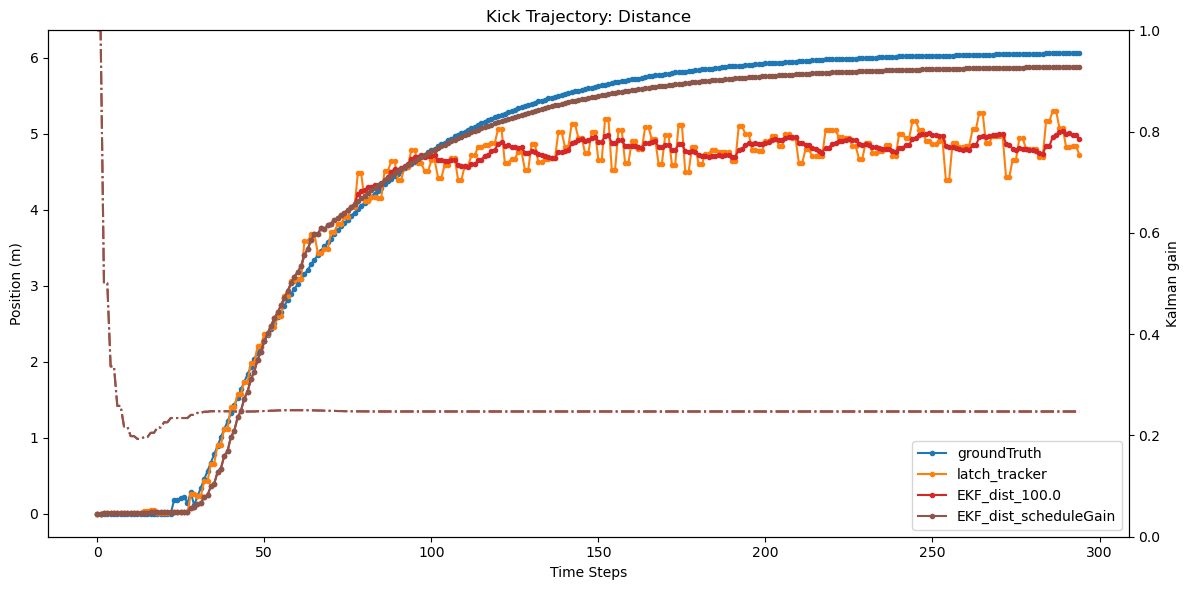 Kick Trajectory: Distance
Position (m)
6
5
4
3
2
1
0
1.0
0.8
0.6
0.4
0.2
0.0
Kalman gain
groundTruth
latch_tracker
EKF_dist_100.0
EKF_dist_scheduleGain
0 50 100 150 200 250 300
Time Steps